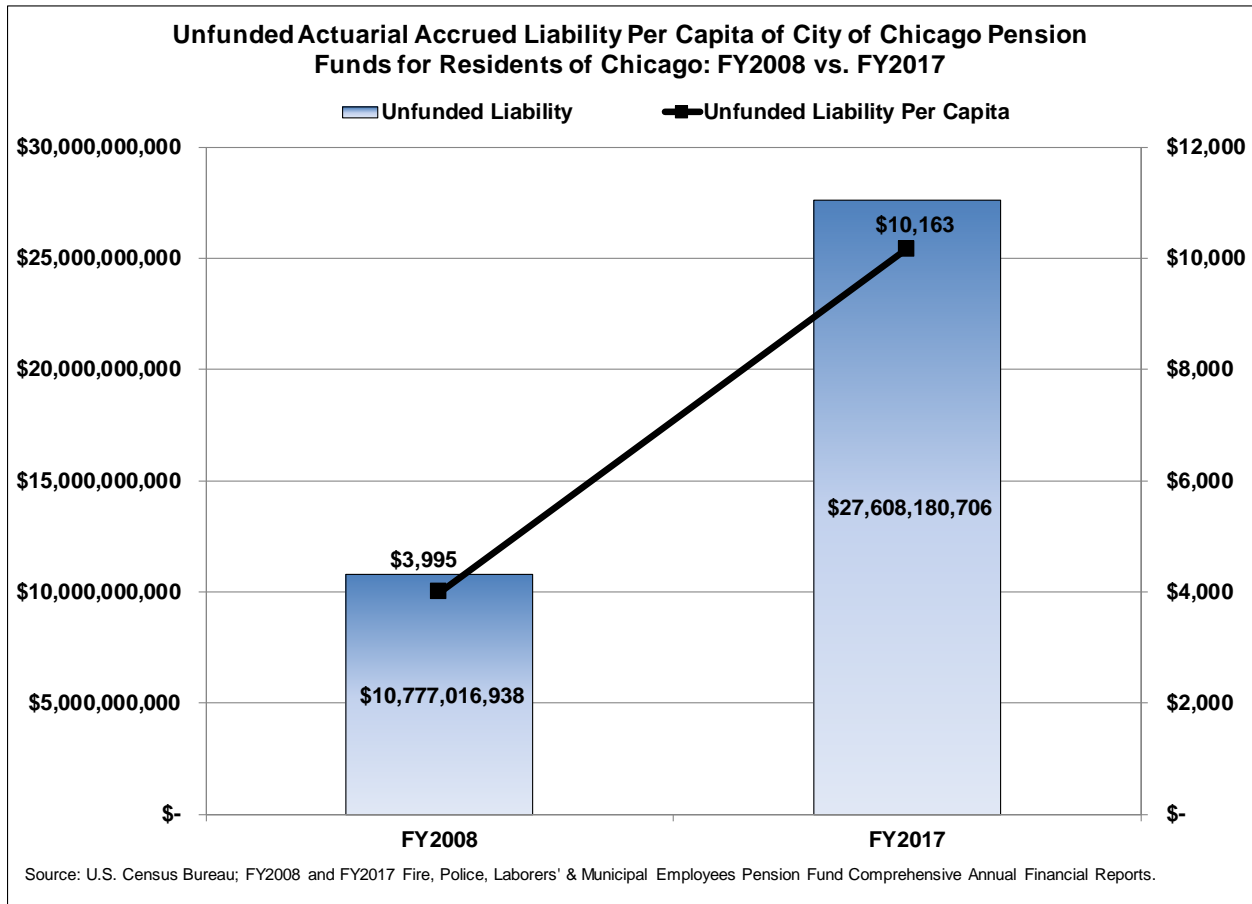 Unfunded Actuarial Accrued Liability Per Capita of City of Chicago Pension
Funds for Residents of Chicago: FY2008 vs. FY2017
Unfunded Liability
Unfunded Liability Per Capita
$30,000,000,000
$25,000,000,000
$20,000,000,000
$15,000,000,000
$10,000,000,000
$5,000,000,000
$-
$3,995
$10,777,016,938
$10,163
$27,608,180,706
$12,000
$10,000
$8,000
$6,000
$4,000
$2,000
$-
FY2008
FY2017
Source: U.S. Census Bureau; FY2008 and FY2017 Fire, Police, Laborers' & Municipal Employees Pension Fund Comprehensive Annual Financial Reports.